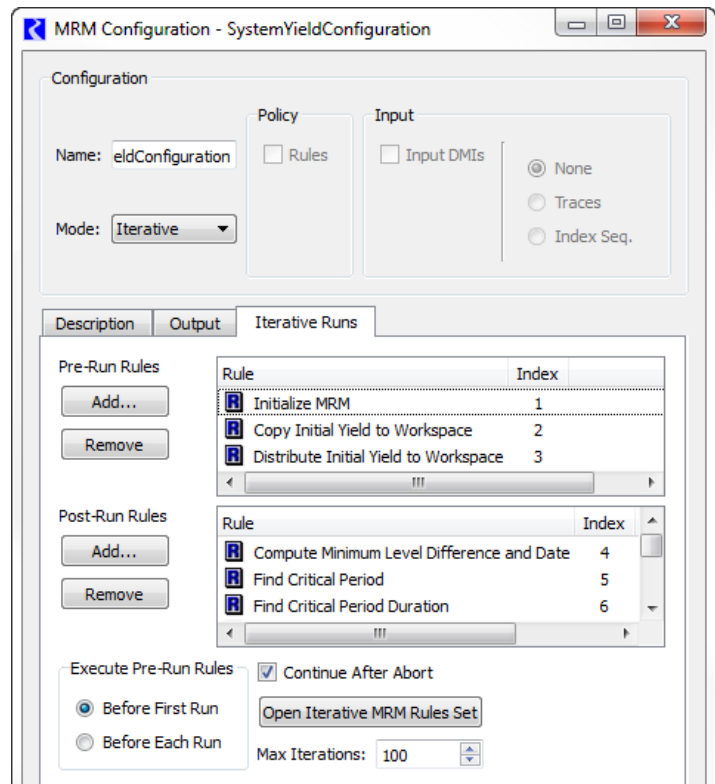 MRM Configuration - SystemYieldConfiguration
Configuration
Policy
Input
Name: eldConfiguration
Rules
Input DMIs
None
Traces
Mode: Iterative
Index Seq.
Description
Output
Iterative Runs
Pre-Run Rules
Add...
Remove
Rule Index
R Initialize MRM 1
R Copy Initial Yield to Workspace 2
R Distribute Initial Yield to Workspace 3
Post-Run Rules
Add...
Remove
Rule Index
R Compute Minimum Level Difference and Date 4
R Find Critical Period 5
R Find Critical Period Duration 6
Execute Pre-Run Rules
Before First Run
Before Each Run
Continue After Abort
Open Iterative MRM Rules Set
Max Iterations: 100